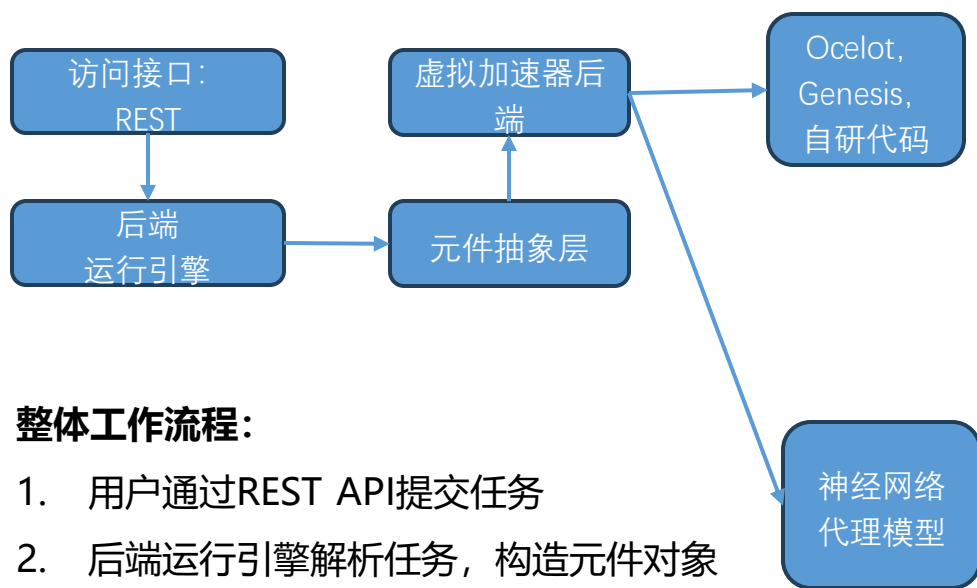 访问接口：
REST
虚拟加速器后
端
Ocelot，
Genesis，
自研代码
后端
运行引擎
元件抽象层
整体工作流程：
1. 用户通过REST API提交任务
2. 后端运行引擎解析任务，构造元件对象
神经网络
代理模型